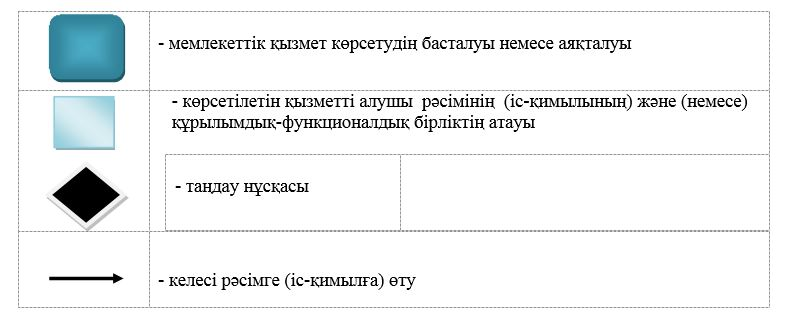 - мемлекеттік қызмет көрсетудің басталуы немесе аяқталуы
- көрсетілетін қызметті алушы рәсімінің (іс-қимылының) және (немесе)
құрылымдық-функционалдық бірліктің атауы
- таңдау нұсқасы
- келесі рәсімге (іс-қимылға) өту